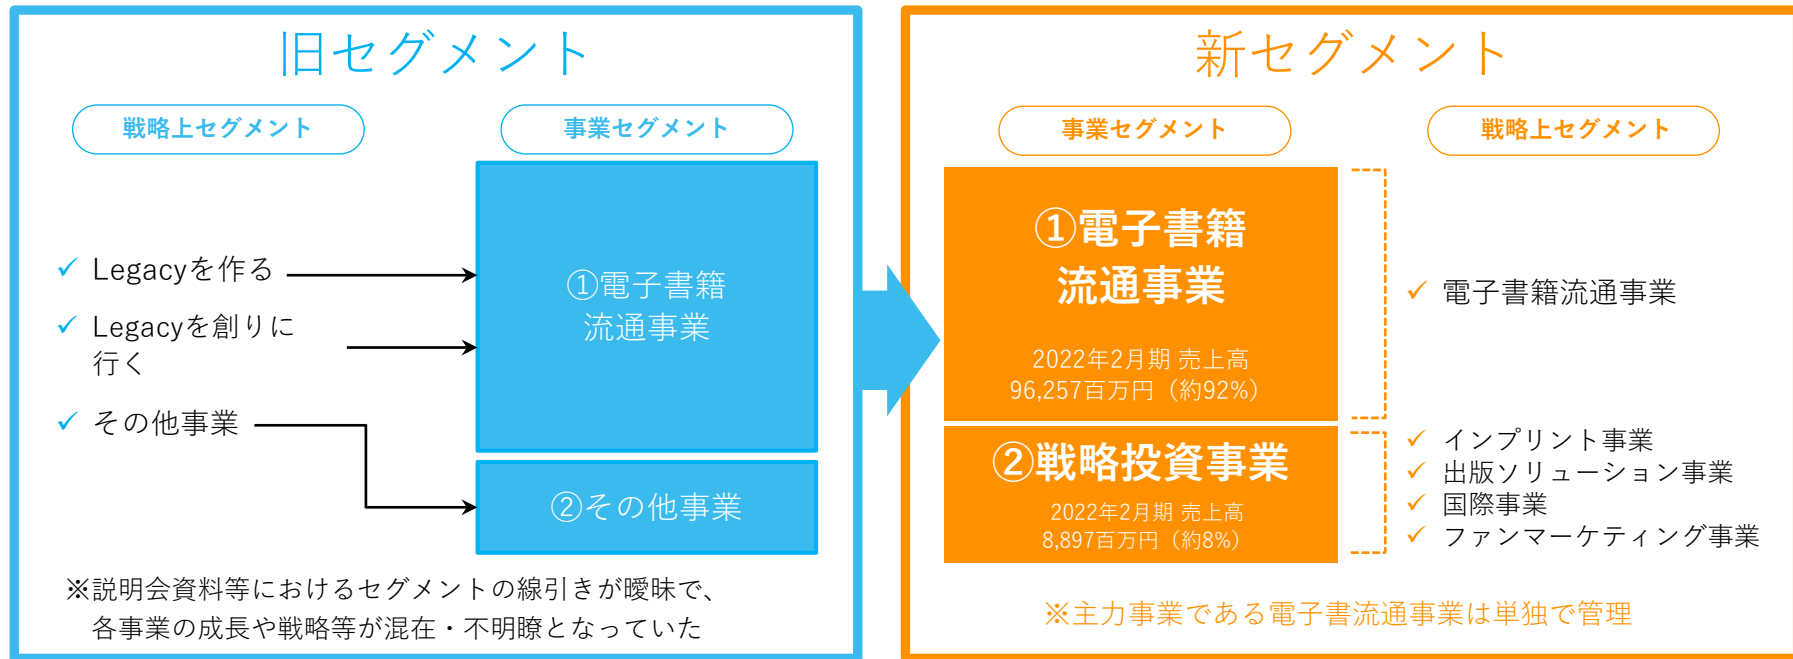 旧セグメント
戦略上セグメント
事業セグメント
✓ Legacyを作る
✓ Legacyを創りに
行く
✓ その他事業
①電子書籍
流通事業
②その他事業
※説明会資料等におけるセグメントの線引きが曖昧で、
各事業の成長や戦略等が混在・不明瞭となっていた
新セグメント
事業セグメント
戦略上セグメント
①電子書籍
流通事業
2022年2月期 売上高
96,257百万円（約92%）
✓ 電子書籍流通事業
②戦略投資事業
2022年2月期 売上高
8,897百万円（約8%）
✓ インプリント事業
✓ 出版ソリューション事業
✓ 国際事業
✓ ファンマーケティング事業
※主力事業である電子書流通事業は単独で管理